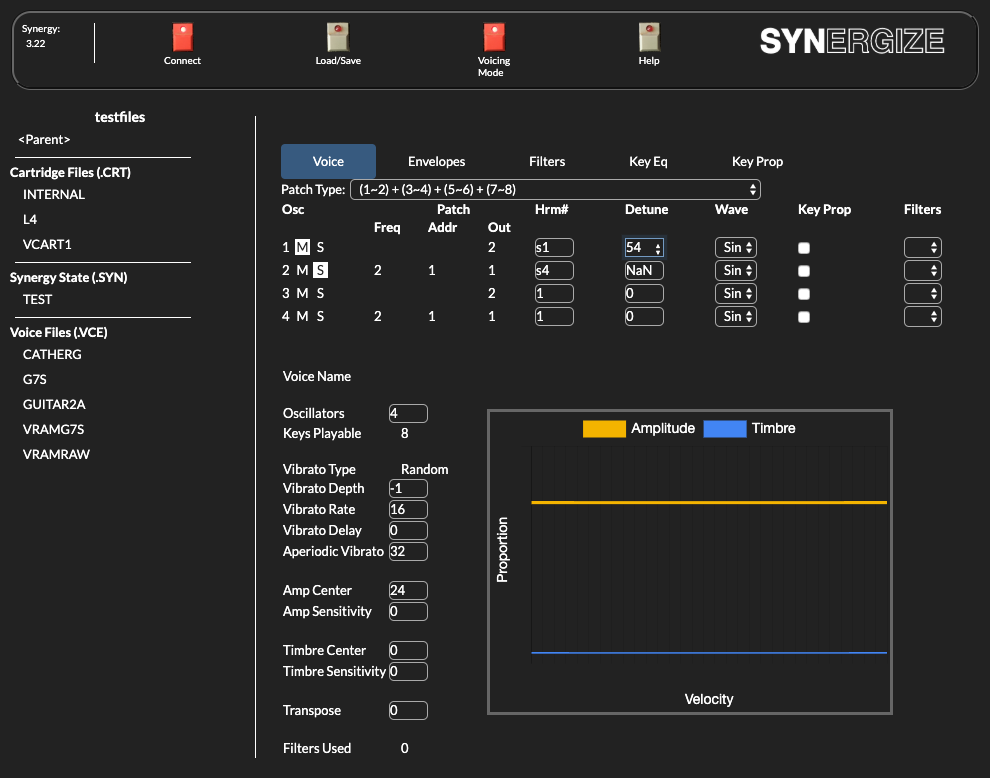 Synergy:
3.22
Connect
Load/Save
Voicing
Mode
Help
SYNERGIZE
testfiles
<Parent>
Cartridge Files (.CRT)
INTERNAL
L4
VCART1
Synergy State (.SYN)
TEST
Voice Files (.VCE)
CATHERG
G7S
GUITAR2A
VRAMG7S
VRAMRAW
Voice Envelopes Filters Key Eq Key Prop
Patch Type: (1~2) + (3~4) + (5~6) + (7~8)
Osc Patch Hrm# Detune Wave Key Prop Filters
Freq Addr Out
1 M S 2 s1 54 Sin
2 M S 2 1 1 s4 NaN Sin
3 M S 2 1 0 Sin
4 M S 2 1 1 1 0 Sin
Voice Name
Oscillators 4
Keys Playable 8
Vibrato Type Random
Vibrato Depth -1
Vibrato Rate 16
Vibrato Delay 0
Aperiodic Vibrato 32
Amp Center 24
Amp Sensitivity 0
Timbre Center 0
Timbre Sensitivity 0
Transpose 0
Filters Used 0
Amplitude Timbre
Proportion
Velocity